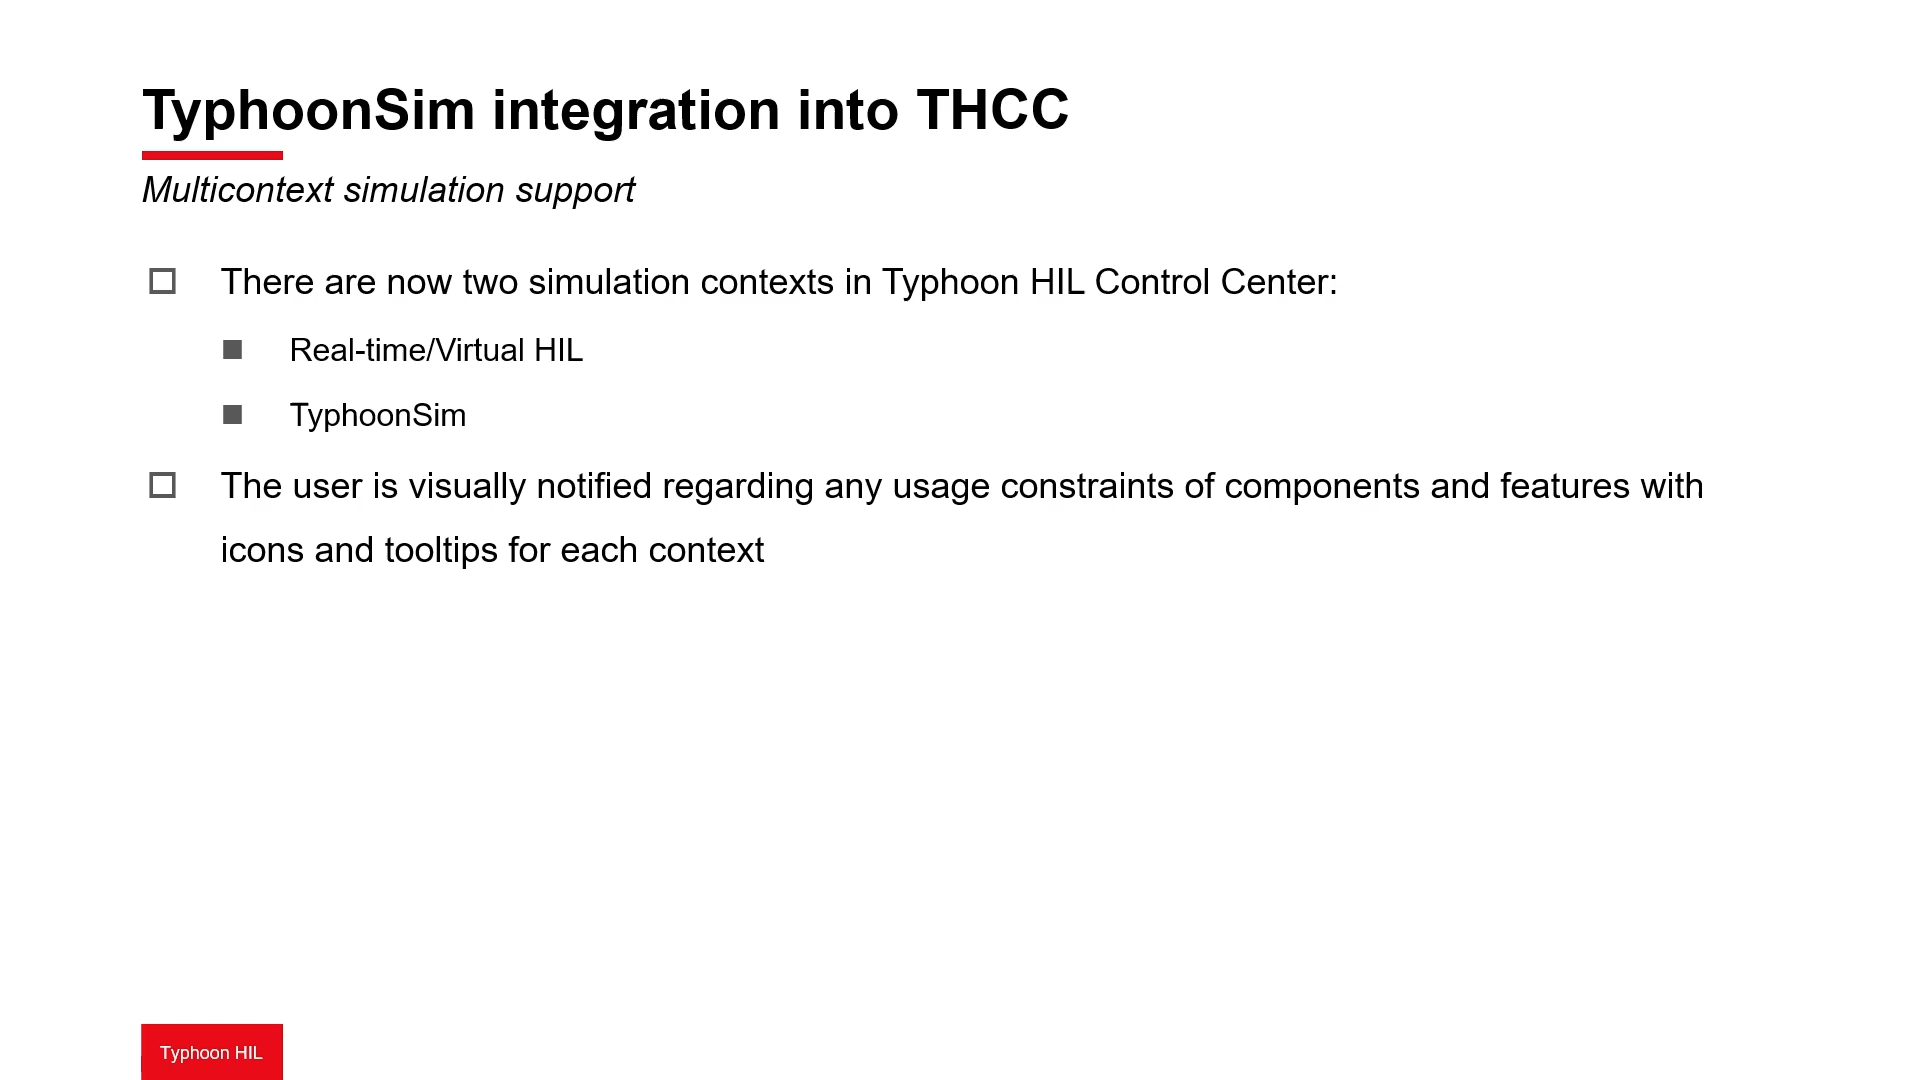 TyphoonSim integration into THCC
Multicontext simulation support
There are now two simulation contexts in Typhoon HIL Control Center:
Real-time/Virtual HIL
TyphoonSim
The user is visually notified regarding any usage constraints of components and features with
icons and tooltips for each context
Typhoon HIL